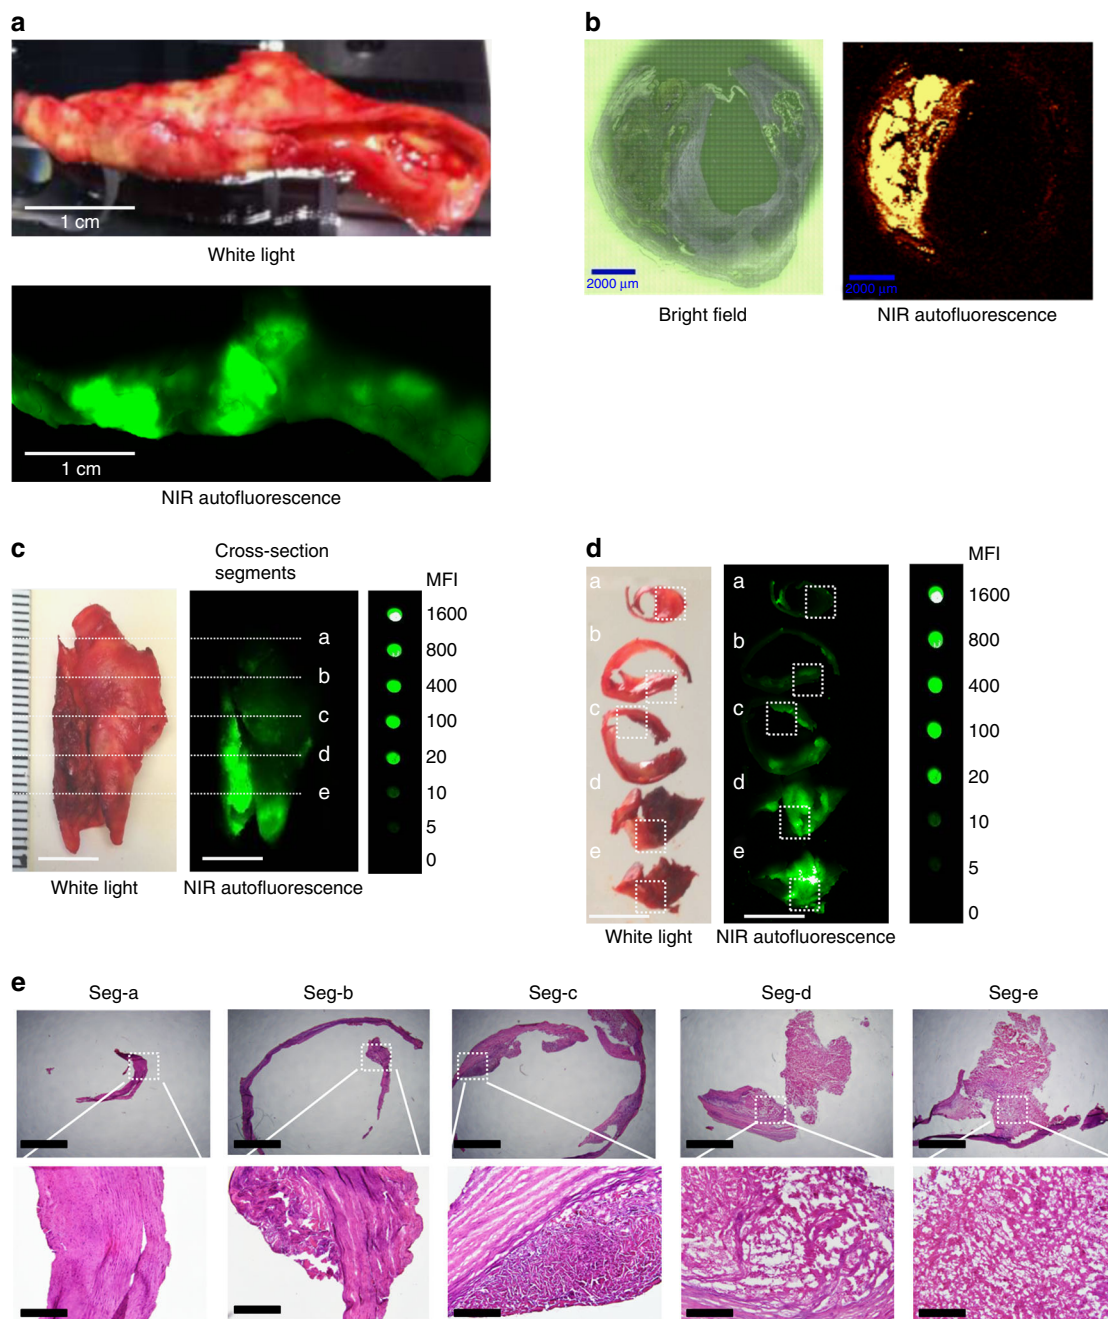 a
1 cm
White light
1 cm
NIR autofluorescence
b
2000 µm
Bright field
2000 µm
NIR autofluorescence
c
Cross-section
segments
a
b
c
d
e
MFI
1600
800
400
100
20
10
5
0
White light
NIR autofluorescence
d
a
b
c
d
e
a
b
c
d
e
MFI
1600
800
400
100
20
10
5
0
White light
NIR autofluorescence
e
Seg-a
Seg-b
Seg-c
Seg-d
Seg-e